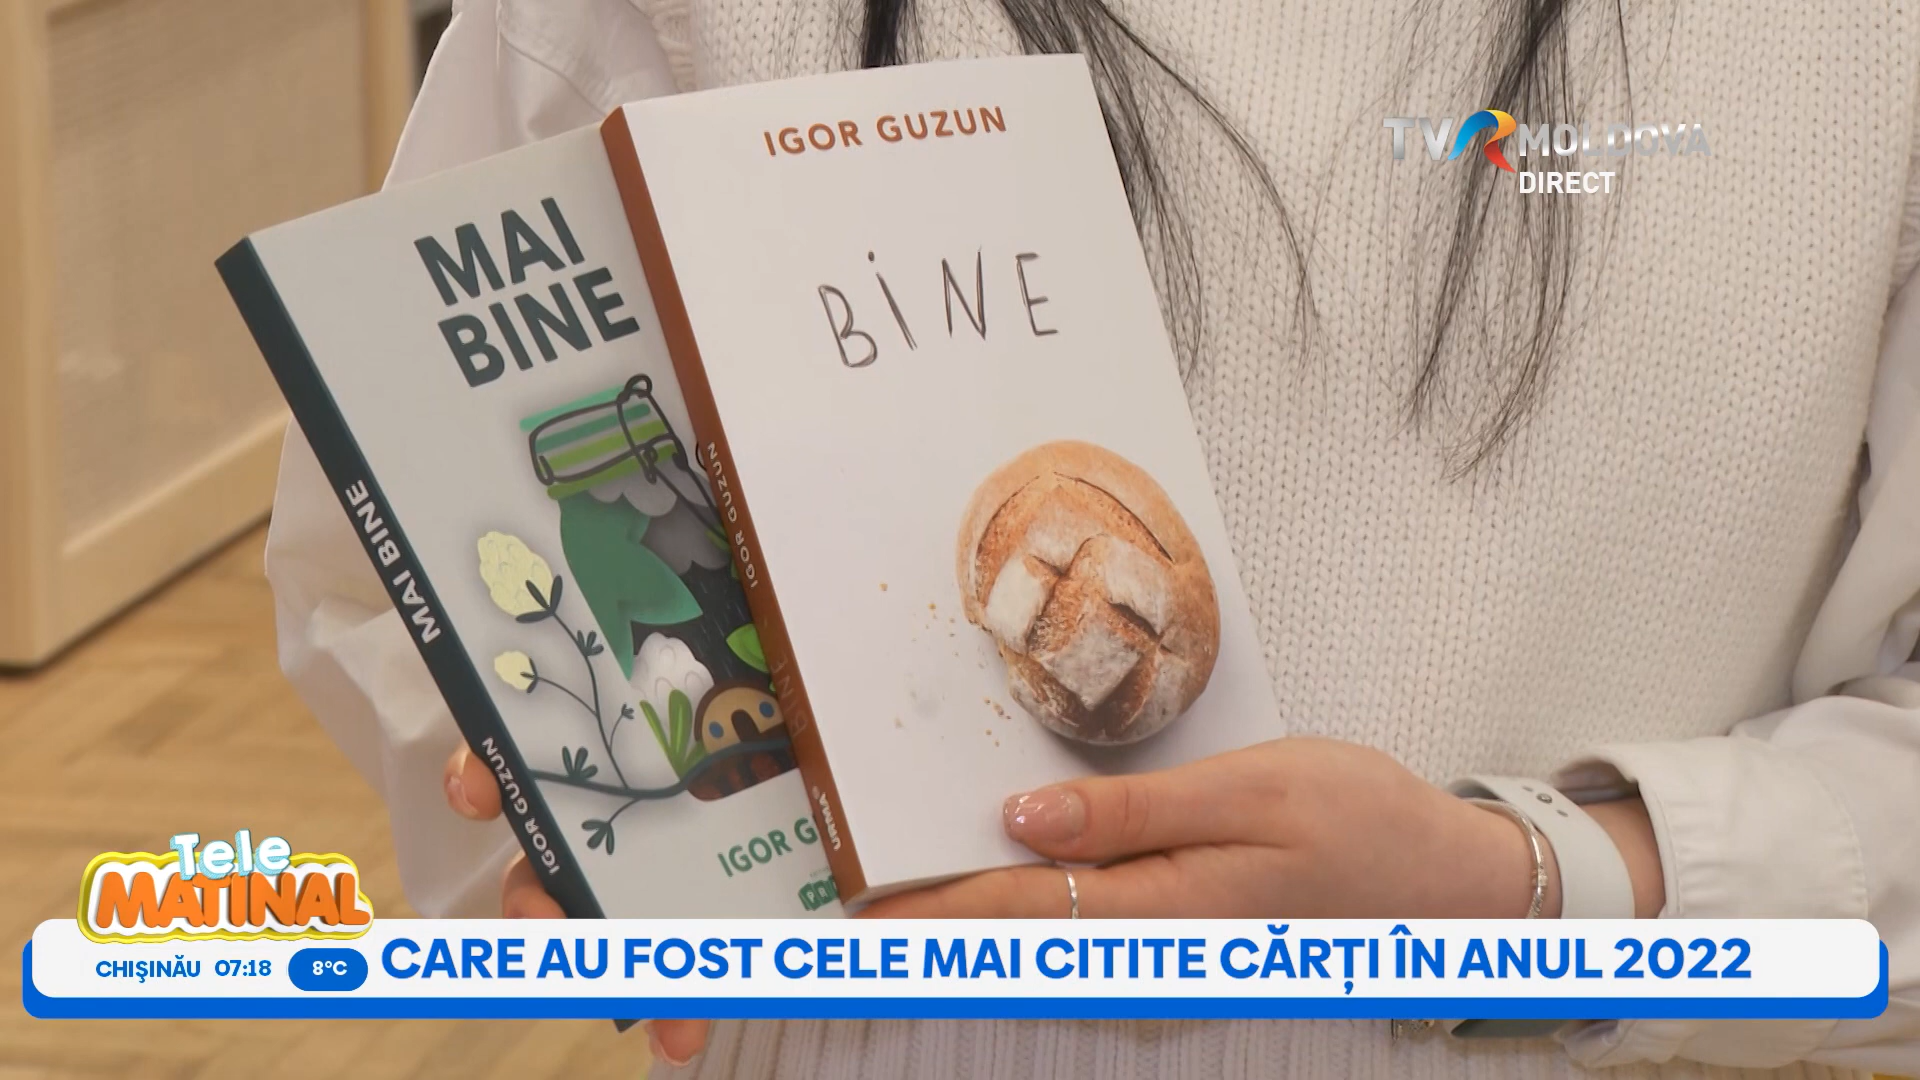 IGOR GUZUN
BINE
IGOR GUZUN
BINE
URMA
MAI
BINE
MAI BINE
IGOR GUZUN
IGOR
TVR MOLDOVA
DIRECT
Tele
MATINAL
CHIȘINĂU 07:18 8°C
CARE AU FOST CELE MAI CITITE CĂRȚI ÎN ANUL 2022